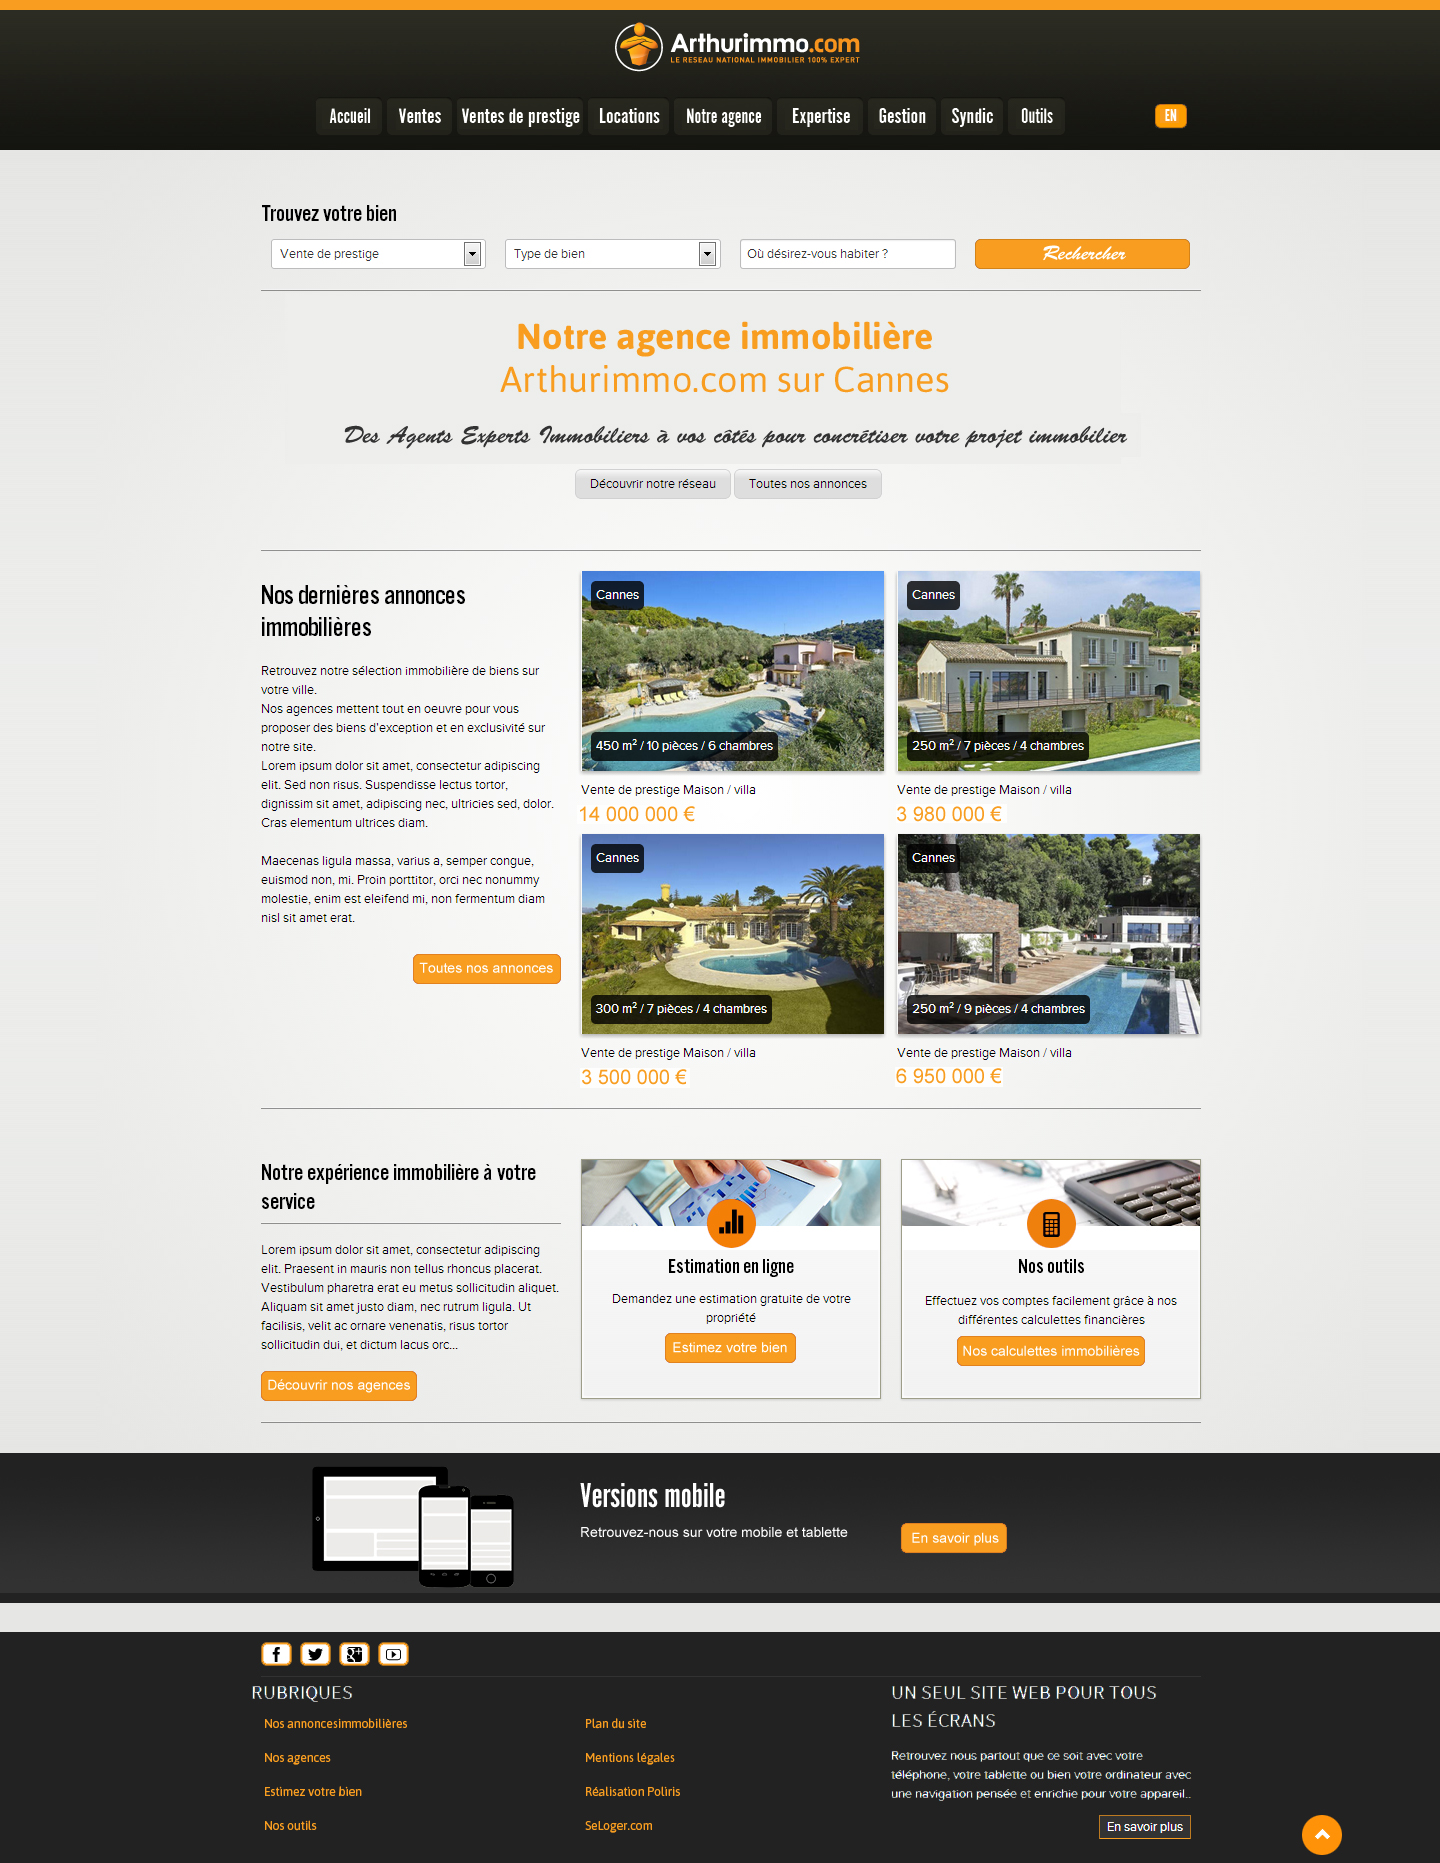 Arthurimmo.com
LE RESEAU NATIONAL IMMOBILIER 100% EXPERT
Accueil Ventes Ventes de prestige Locations Notre agence Expertise Gestion Syndic Outils EN
Trouvez votre bien
Vente de prestige Type de bien Où désirez-vous habiter ? Rechercher
Notre agence immobilière
Arthurimmo.com sur Cannes
Des Agents Experts Immobiliers à vos côtés pour concrétiser votre projet immobilier
Découvrir notre réseau Toutes nos annonces
Nos dernières annonces
immobilières
Retrouvez notre sélection immobilière de biens sur
votre ville.
Nos agences mettent tout en oeuvre pour vous
proposer des biens d'exception et en exclusivité sur
notre site.
Lorem ipsum dolor sit amet, consectetur adipiscing
elit. Sed non risus. Suspendisse lectus tortor,
dignissim sit amet, adipiscing nec, ultricies sed, dolor.
Cras elementum ultrices diam.
Maecenas ligula massa, varius a, semper congue,
euismod non, mi. Proin porttitor, orci nec nonummy
molestie, enim est eleifend mi, non fermentum diam
nisl sit amet erat.
Toutes nos annonces
Cannes
450 m² / 10 pièces / 6 chambres
Vente de prestige Maison / villa
14 000 000 €
Cannes
250 m² / 7 pièces / 4 chambres
Vente de prestige Maison / villa
3 980 000 €
Cannes
300 m² / 7 pièces / 4 chambres
Vente de prestige Maison / villa
3 500 000 €
Cannes
250 m² / 9 pièces / 4 chambres
Vente de prestige Maison / villa
6 950 000 €
Notre expérience immobilière à votre
service
Lorem ipsum dolor sit amet, consectetur adipiscing
elit. Praesent in mauris non tellus rhoncus placerat.
Vestibulum pharetra erat eu metus sollicitudin aliquet.
Aliquam sit amet justo diam, nec rutrum ligula. Ut
facilisis, velit ac ornare venenatis, risus tortor
sollicitudin dui, et dictum lacus orc...
Découvrir nos agences
Estimation en ligne
Demandez une estimation gratuite de votre
propriété
Estimez votre bien
Nos outils
Effectuez vos comptes facilement grâce à nos
différentes calculettes financières
Nos calculettes immobilières
Versions mobile
Retrouvez-nous sur votre mobile et tablette
En savoir plus
RUBRIQUES
Nos annoncesimmobilières
Nos agences
Estimez votre bien
Nos outils
Plan du site
Mentions légales
Réalisation Poliris
SeLoger.com
UN SEUL SITE WEB POUR TOUS
LES ÉCRANS
Retrouvez nous partout que ce soit avec votre
téléphone, votre tablette ou bien votre ordinateur avec
une navigation pensée et enrichie pour votre appareil..
En savoir plus